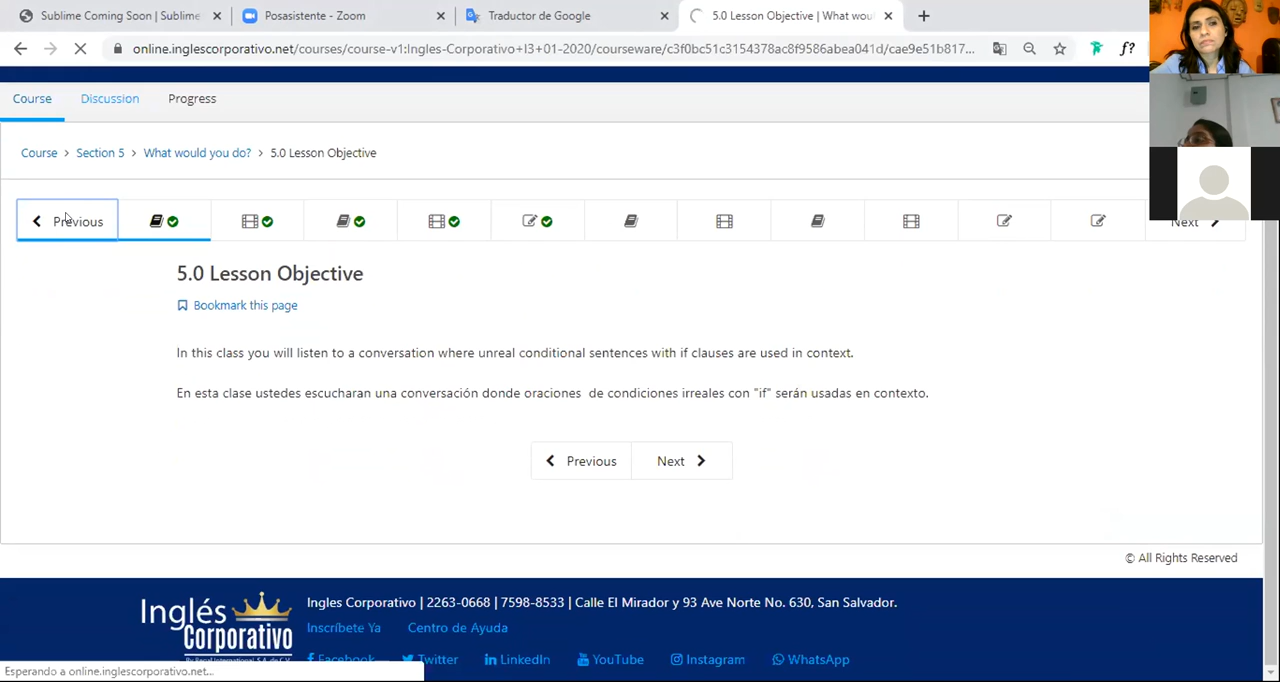 Sublime Coming Soon | Sublime
Posasistente - Zoom
Traductor de Google
5.0 Lesson Objective | What wou
online.inglescorporativo.net/courses/course-v1:Ingles-Corporativo+I3+01-2020/courseware/c3f0bc51c3154378ac8f9586abea041d/cae9e51b817...
f?
Course
Discussion
Progress
Course > Section 5 > What would you do? > 5.0 Lesson Objective
Previous
Next
5.0 Lesson Objective
Bookmark this page
In this class you will listen to a conversation where unreal conditional sentences with if clauses are used in context.
En esta clase ustedes escucharan una conversación donde oraciones de condiciones irreales con "if" serán usadas en contexto.
Previous
Next
© All Rights Reserved
Inglés Corporativo
Ingles Corporativo | 2263-0668 | 7598-8533 | Calle El Mirador y 93 Ave Norte No. 630, San Salvador.
Inscríbete Ya
Centro de Ayuda
Facebook
Twitter
LinkedIn
YouTube
Instagram
WhatsApp
Esperando a online.inglescorporativo.net...